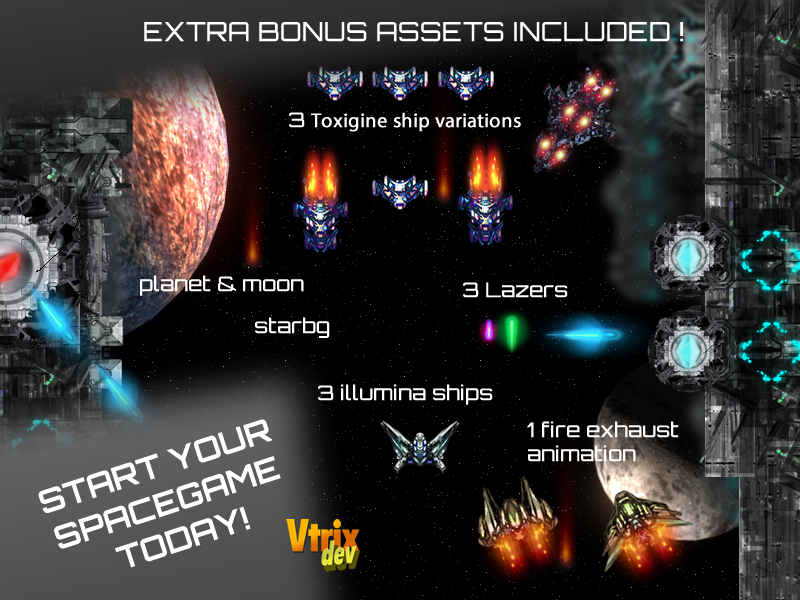 EXTRA BONUS ASSETS INCLUDED !
3 Toxigine ship variations
planet & moon
3 Lazers
starbg
3 illumina ships
1 fire exhaust
animation
START YOUR
SPACEGAME
TODAY!
Vtrix
dev